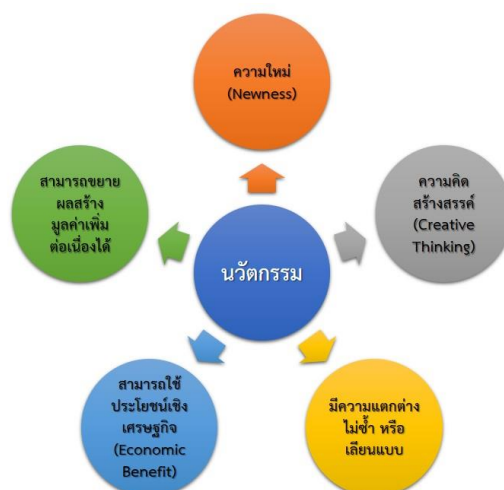 ความใหม่
(Newness)
สามารถขยาย
ผลสร้าง
มูลค่าเพิ่ม
ต่อเนื่องได้
ความคิด
สร้างสรรค์
(Creative
Thinking)
นวัตกรรม
สามารถใช้
ประโยชน์เชิง
เศรษฐกิจ
(Economic
Benefit)
มีความแตกต่าง
ไม่ซ้ำ หรือ
เลียนแบบ